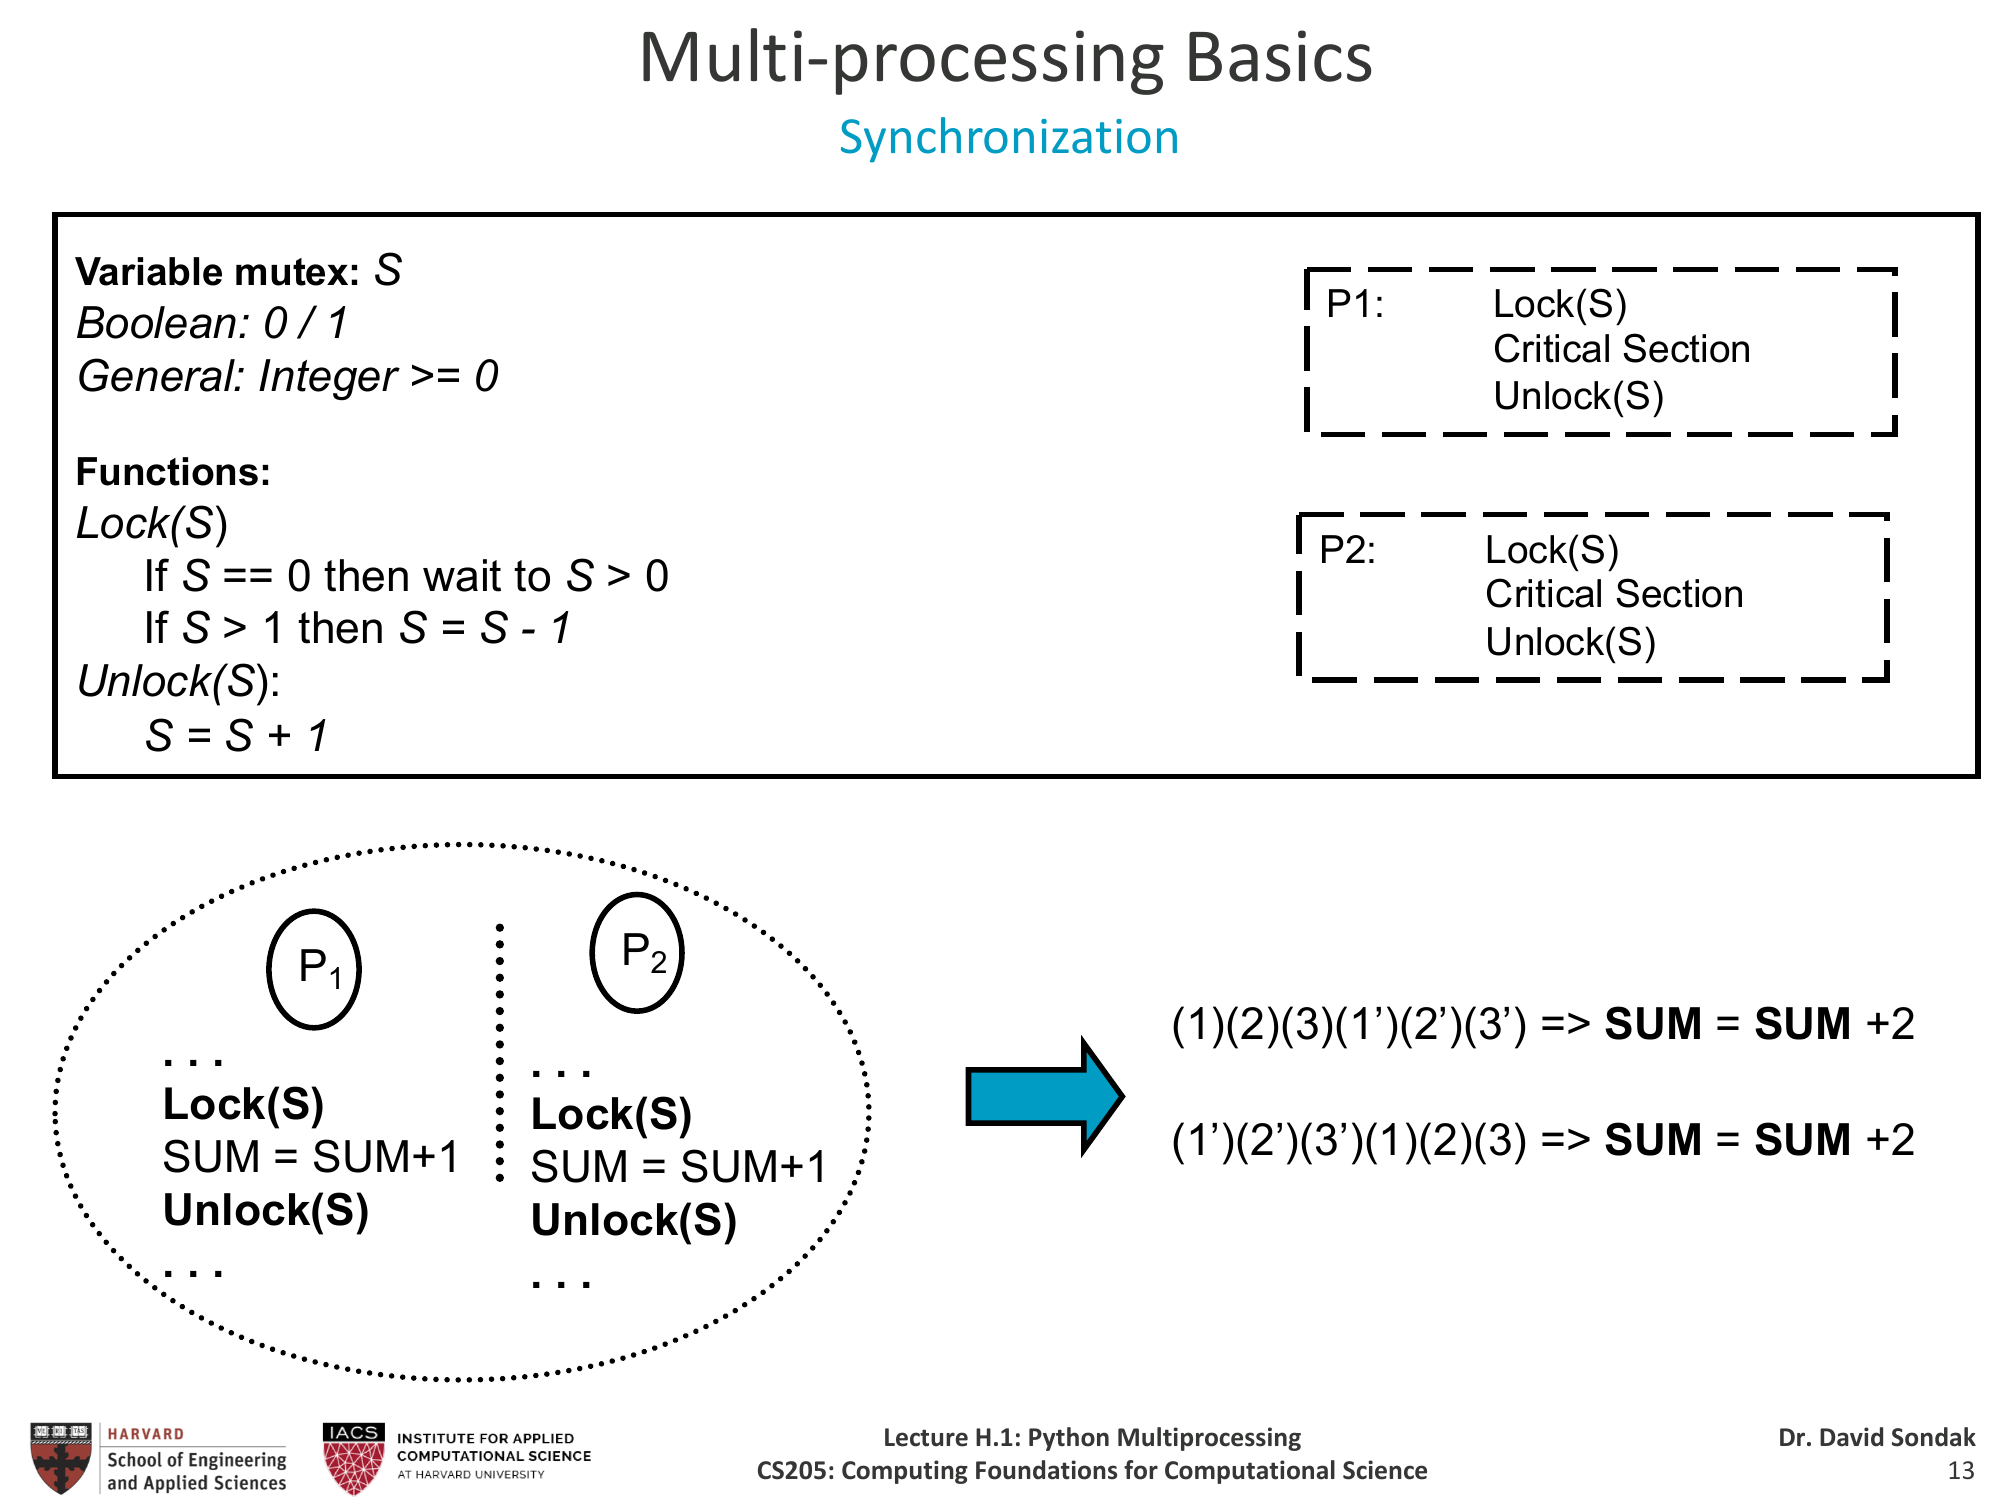 Multi-processing Basics
Synchronization
Variable mutex: S
Boolean: 0 / 1
General: Integer >= 0
Functions:
Lock(S)
If S == 0 then wait to S > 0
If S > 1 then S = S - 1
Unlock(S):
S = S + 1
P1: Lock(S)
Critical Section
Unlock(S)
P2: Lock(S)
Critical Section
Unlock(S)
P1
. . .
Lock(S)
SUM = SUM+1
Unlock(S)
. . .
P2
. . .
Lock(S)
SUM = SUM+1
Unlock(S)
. . .
(1)(2)(3)(1’)(2’)(3’) => SUM = SUM +2
(1’)(2’)(3’)(1)(2)(3) => SUM = SUM +2
HARVARD
School of Engineering
and Applied Sciences
IACS
INSTITUTE FOR APPLIED
COMPUTATIONAL SCIENCE
AT HARVARD UNIVERSITY
Lecture H.1: Python Multiprocessing
CS205: Computing Foundations for Computational Science
Dr. David Sondak
13